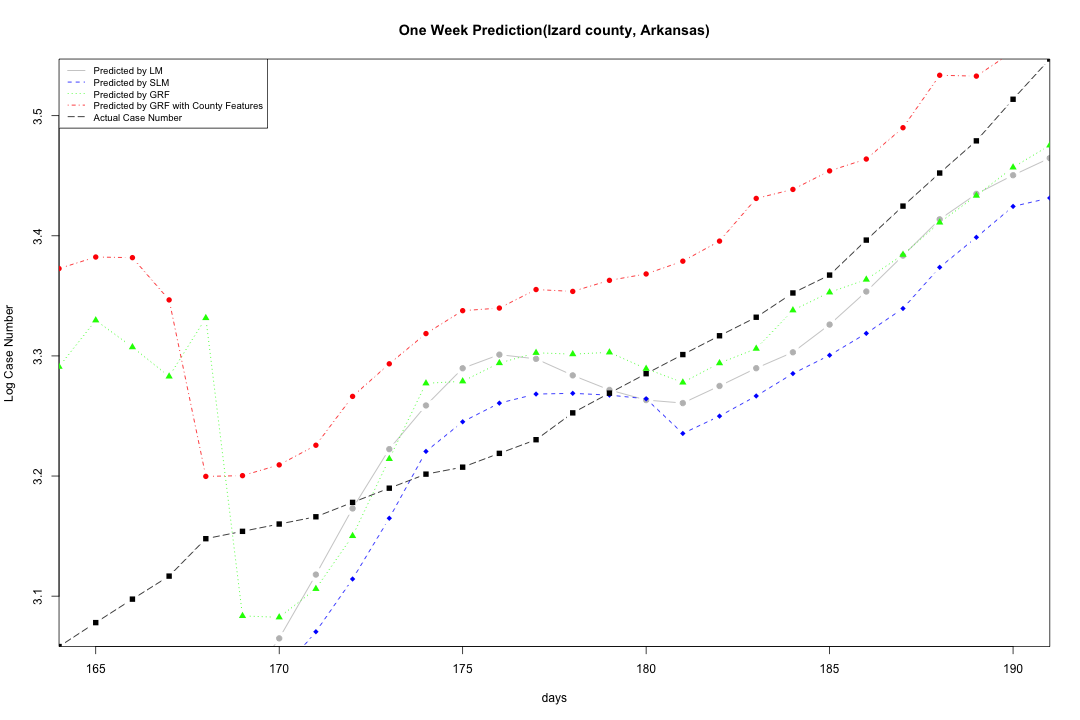 One Week Prediction(Izard county, Arkansas)
Predicted by LM
Predicted by SLM
Predicted by GRF
Predicted by GRF with County Features
Actual Case Number
Log Case Number
3.5
3.4
3.3
3.2
3.1
165 170 175 180 185 190
days